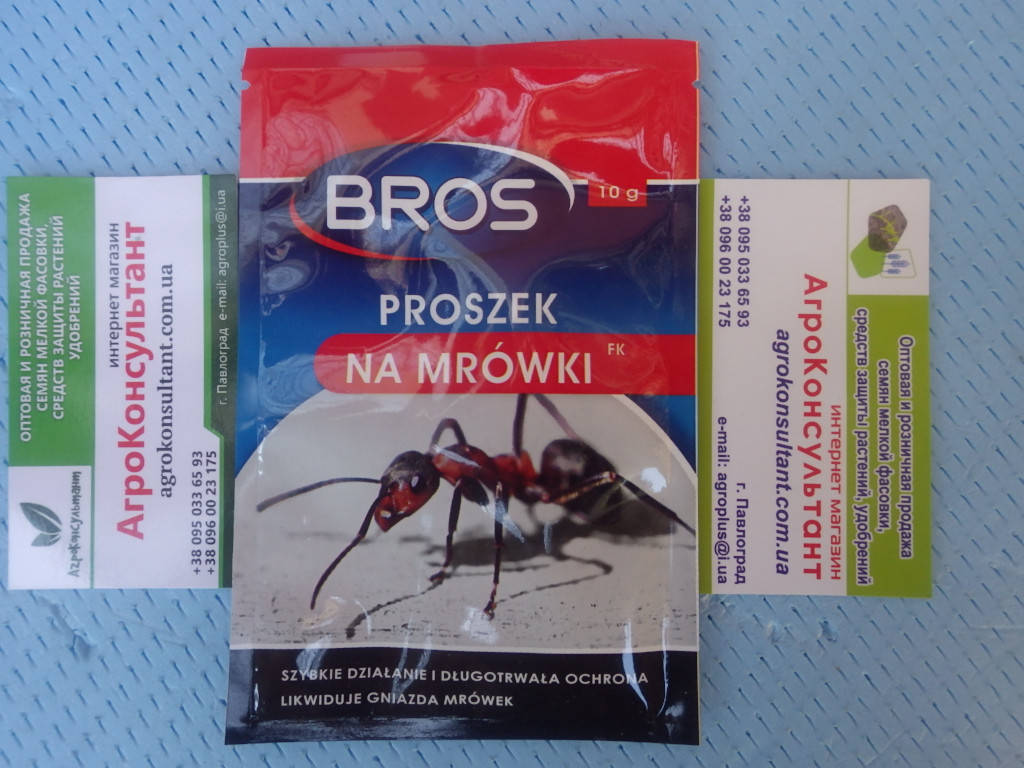 ОПТОВАЯ И РОЗНИЧНАЯ ПРОДАЖА
СЕМЯН МЕЛКОЙ ФАСОВКИ,
СРЕДСТВ ЗАЩИТЫ РАСТЕНИЙ
УДОБРЕНИЙ
АгроКонсультант
интернет магазин
АгроКонсультант
agrokonsultant.com.ua
+38 095 033 65 93
+38 096 00 23 175
г. Павлоград e-mail: agroplus@i.ua
BROS
10 g
PROSZEK
NA MRÓWKI FK
SZYBKIE DZIAŁANIE I DŁUGOTRWAŁA OCHRONA
LIKWIDUJE GNIAZDA MRÓWEK
Оптовая и розничная продажа
семян мелкой фасовки,
средств защиты растений, удобрений
интернет магазин
АгроКонсультант
agrokonsultant.com.ua
+38 095 033 65 93
+38 096 00 23 175
г. Павлоград
e-mail: agroplus@i.ua